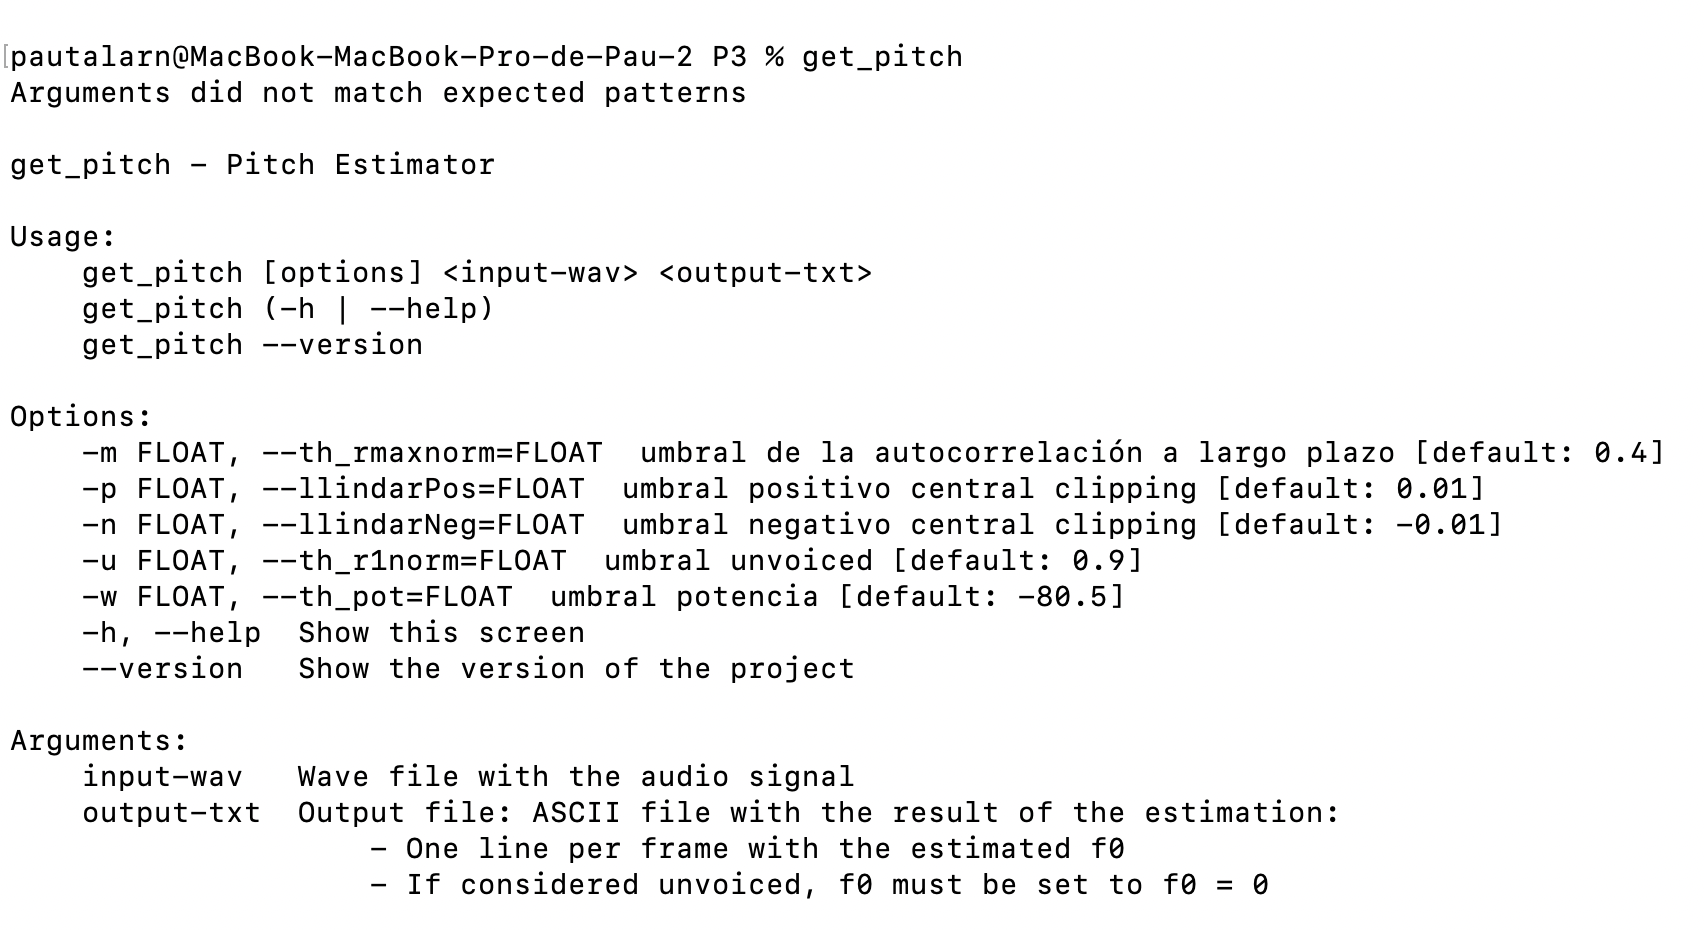 [pautalarn@MacBook-MacBook-Pro-de-Pau-2 P3 % get_pitch
Arguments did not match expected patterns
get_pitch - Pitch Estimator
Usage:
    get_pitch [options] <input-wav> <output-txt>
    get_pitch (-h | --help)
    get_pitch --version
Options:
    -m FLOAT, --th_rmaxnorm=FLOAT  umbral de la autocorrelación a largo plazo [default: 0.4]
    -p FLOAT, --llindarPos=FLOAT  umbral positivo central clipping [default: 0.01]
    -n FLOAT, --llindarNeg=FLOAT  umbral negativo central clipping [default: -0.01]
    -u FLOAT, --th_r1norm=FLOAT  umbral unvoiced [default: 0.9]
    -w FLOAT, --th_pot=FLOAT  umbral potencia [default: -80.5]
    -h, --help  Show this screen
    --version   Show the version of the project
Arguments:
    input-wav   Wave file with the audio signal
    output-txt  Output file: ASCII file with the result of the estimation:
                    - One line per frame with the estimated f0
                    - If considered unvoiced, f0 must be set to f0 = 0